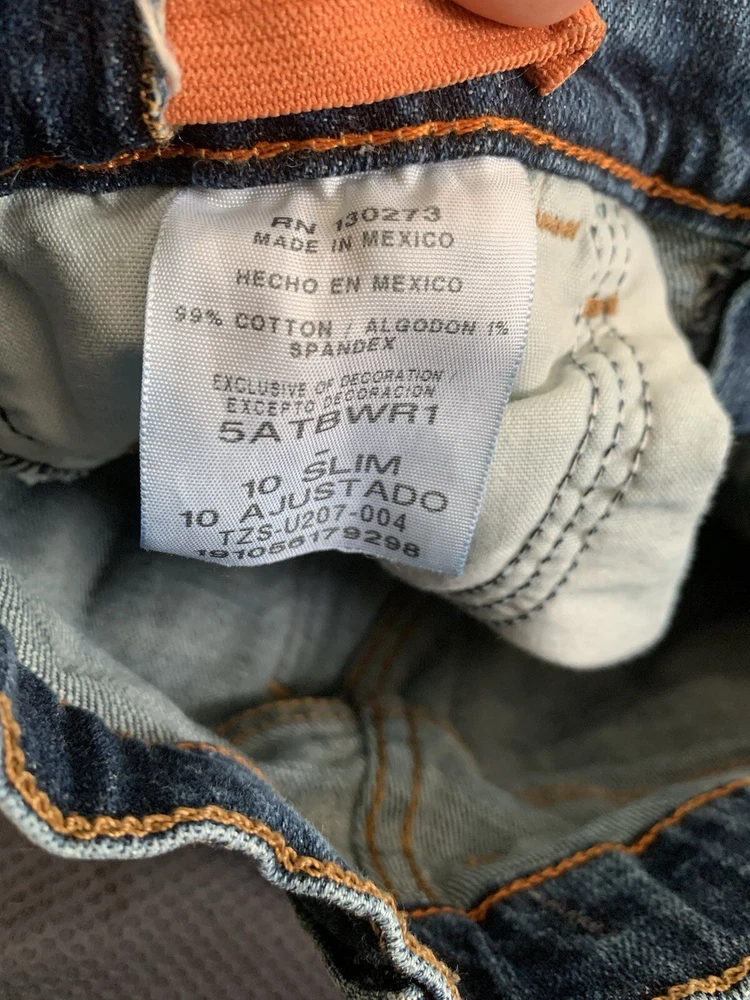 RN 130273
MADE IN MEXICO
HECHO EN MEXICO
99% COTTON / ALGODON 1%
SPANDEX
EXCLUSIVE OF DECORATION /
EXCEPTO DECORACION
5ATBWR1
10 SLIM
10 AJUSTADO
TZS-U207-004
191056179298